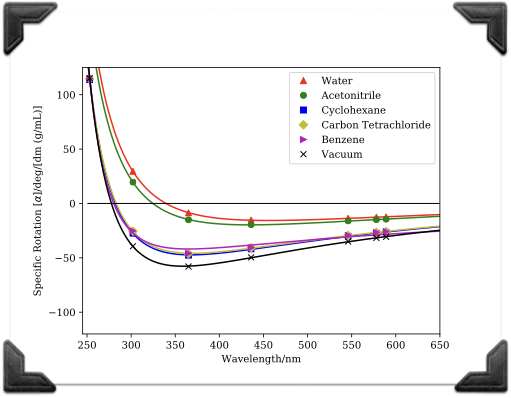 Water
Acetonitrile
Cyclohexane
Carbon Tetrachloride
Benzene
Vacuum
100
50
0
−50
−100
Specific Rotation [α]/deg/[dm (g/mL)]
250 300 350 400 450 500 550 600 650
Wavelength/nm